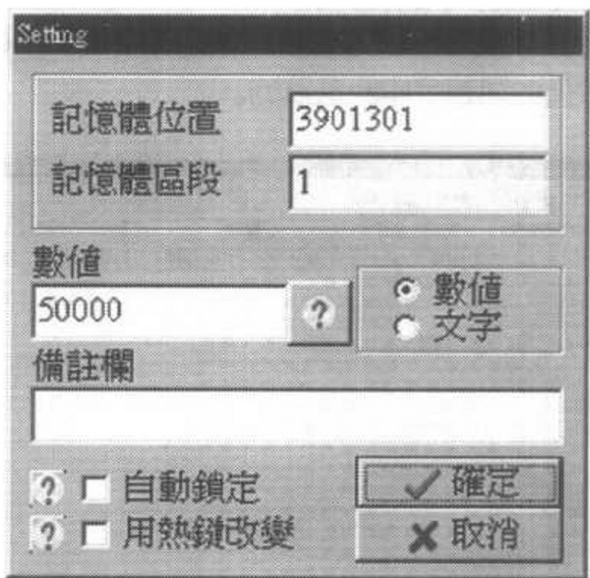 Setting
記憶體位置 3901301
記憶體區段 1
數值
50000 ?
數值
文字
備註欄
? 自動鎖定 確定
? 用熱鍵改變 取消